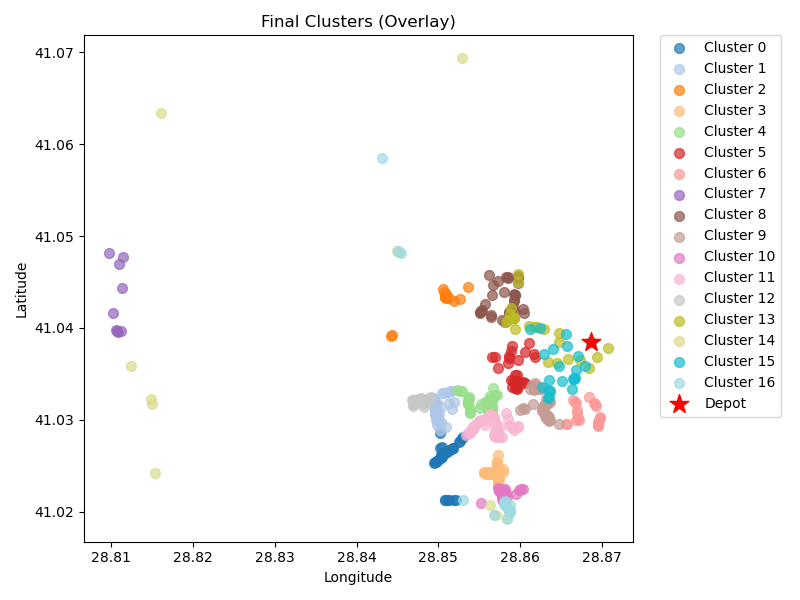 Final Clusters (Overlay)
41.07
41.06
41.05
41.04
41.03
41.02
Latitude
28.81 28.82 28.83 28.84 28.85 28.86 28.87
Longitude
Cluster 0
Cluster 1
Cluster 2
Cluster 3
Cluster 4
Cluster 5
Cluster 6
Cluster 7
Cluster 8
Cluster 9
Cluster 10
Cluster 11
Cluster 12
Cluster 13
Cluster 14
Cluster 15
Cluster 16
Depot